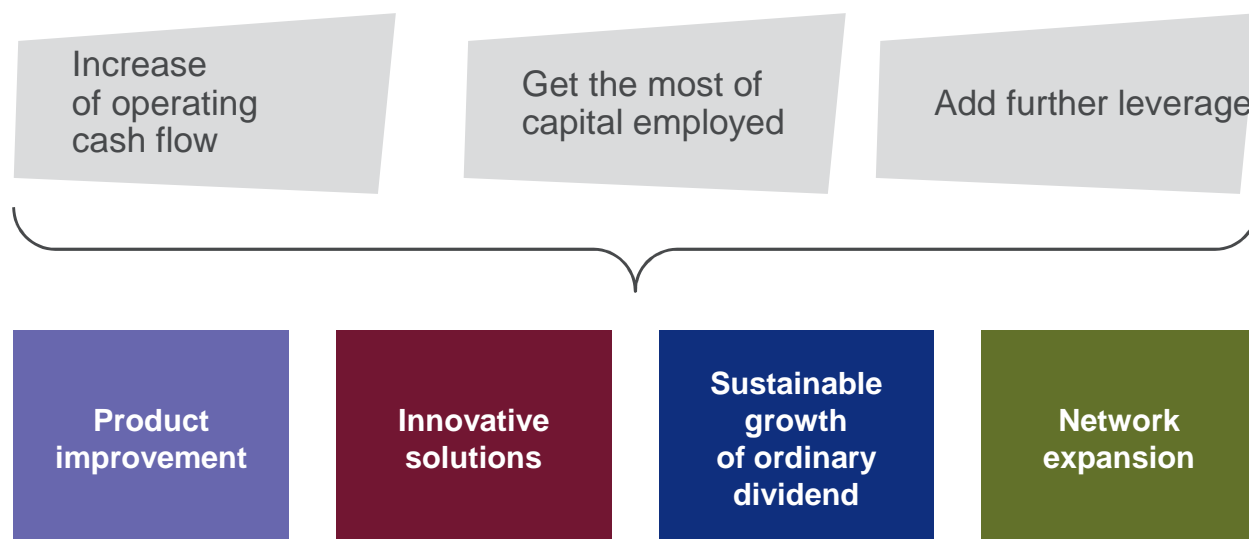 Increase
of operating
cash flow
Get the most of
capital employed
Add further leverage
Product
improvement
Innovative
solutions
Sustainable
growth
of ordinary
dividend
Network
expansion